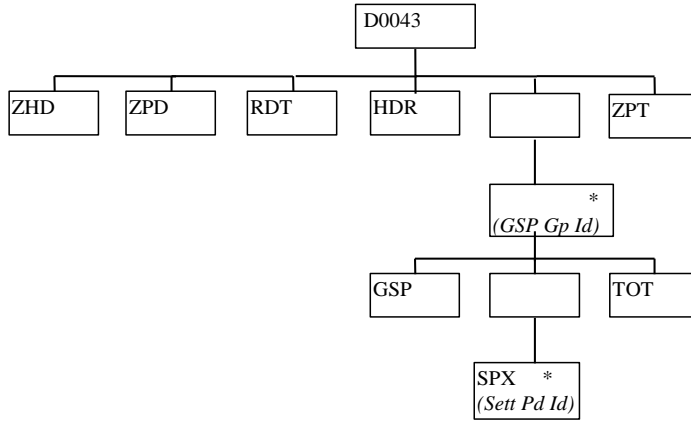 D0043
ZHD ZPD RDT HDR ZPT
*
(GSP Gp Id)
GSP TOT
SPX *
(Sett Pd Id)